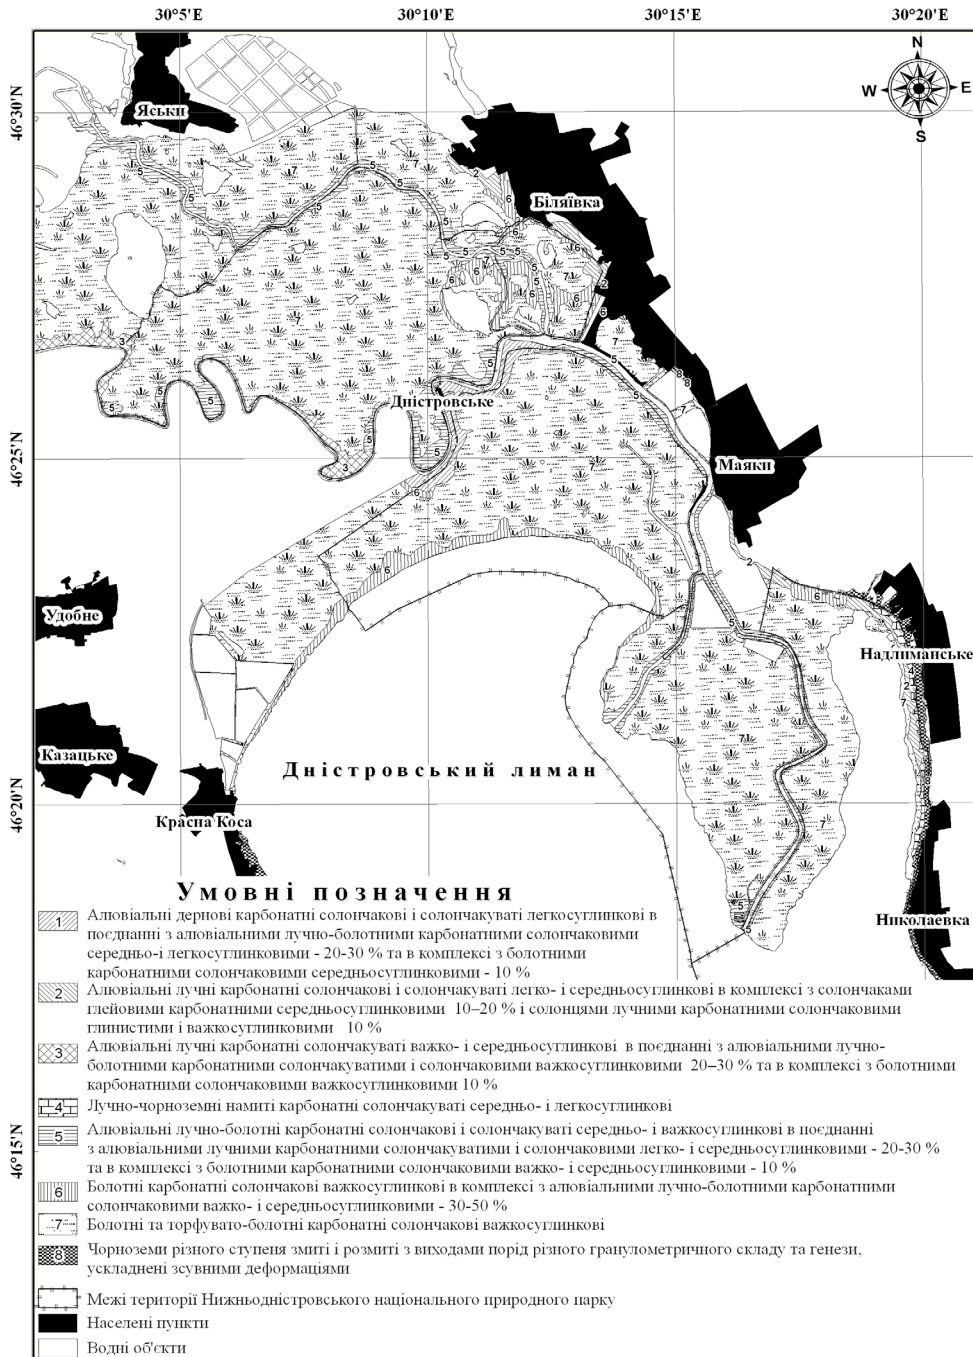 30°5'E 30°10'E 30°15'E 30°20'E
N
W E
S
46°30'N
Яськи
Біляївка
Дністровське
46°25'N
Маяки
Удобне
Надлиманське
Казацьке
Дністровський лиман
46°20'N
Красна Коса
Николаевка
Умовні позначення
1 Алювіальні дернові карбонатні солончакові і солончакуваті легкосуглинкові в
поєднанні з алювіальними лучно-болотними карбонатними солончаковими
середньо-і легкосуглинковими - 20-30 % та в комплексі з болотними
карбонатними солончаковими середньосуглинковими - 10 %
2 Алювіальні лучні карбонатні солончакові і солончакуваті легко- і середньосуглинкові в комплексі з солончаками
глейовими карбонатними середньосуглинковими 10–20 % і солонцями лучними карбонатними солончаковими
глинистими і важкосуглинковими 10 %
3 Алювіальні лучні карбонатні солончакуваті важко- і середньосуглинкові в поєднанні з алювіальними лучно-
болотними карбонатними солончакуватими і солончаковими важкосуглинковими 20–30 % та в комплексі з болотними
карбонатними солончаковими важкосуглинковими 10 %
4 Лучно-чорноземні намиті карбонатні солончакуваті середньо- і легкосуглинкові
46°15'N
5 Алювіальні лучно-болотні карбонатні солончакові і солончакуваті середньо- і важкосуглинкові в поєднанні
з алювіальними лучними карбонатними солончакуватими і солончаковими легко- і середньосуглинковими - 20-30 %
та в комплексі з болотними карбонатними солончаковими важко- і середньосуглинковими - 10 %
6 Болотні карбонатні солончакові важкосуглинкові в комплексі з алювіальними лучно-болотними карбонатними
солончаковими важко- і середньосуглинковими - 30-50 %
7 Болотні та торфувато-болотні карбонатні солончакові важкосуглинкові
8 Чорноземи різного ступеня змиті і розмиті з виходами порід різного гранулометричного складу та генези,
ускладнені зсувними деформаціями
Межі території Нижньодністровського національного природного парку
Населені пункти
Водні об'єкти